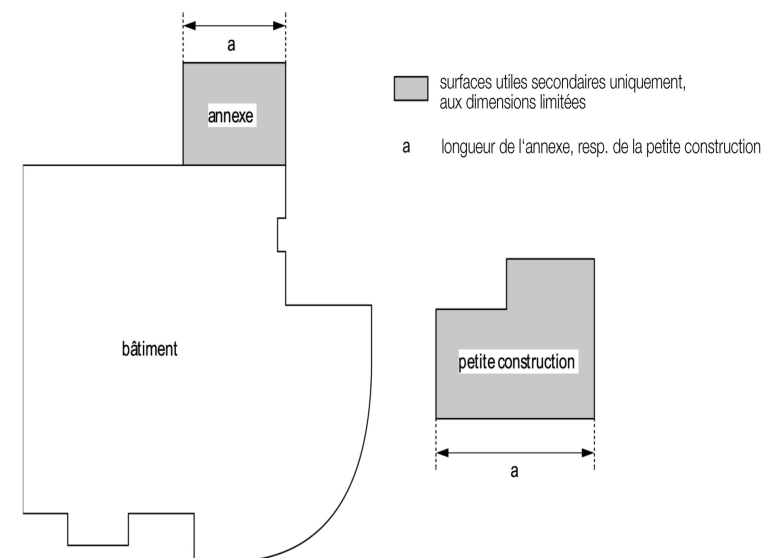 a
annexe
surfaces utiles secondaires uniquement,
aux dimensions limitées
a longueur de l'annexe, resp. de la petite construction
bâtiment
petite construction
a